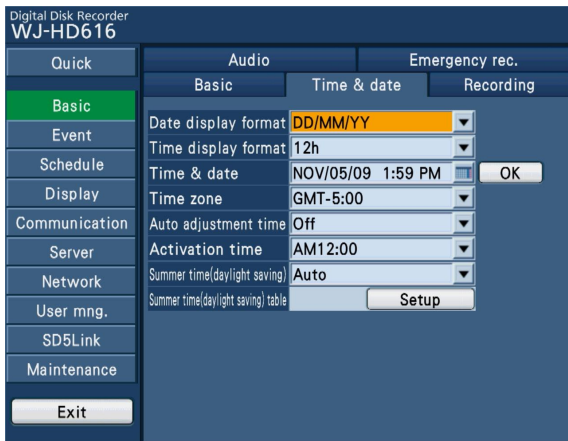 Digital Disk Recorder
WJ-HD616
Quick
Basic
Event
Schedule
Display
Communication
Server
Network
User mng.
SD5Link
Maintenance
Exit
Audio
Emergency rec.
Basic
Time & date
Recording
Date display format DD/MM/YY
Time display format 12h
Time & date NOV/05/09 1:59 PM OK
Time zone GMT-5:00
Auto adjustment time Off
Activation time AM12:00
Summer time(daylight saving) Auto
Summer time(daylight saving) table Setup